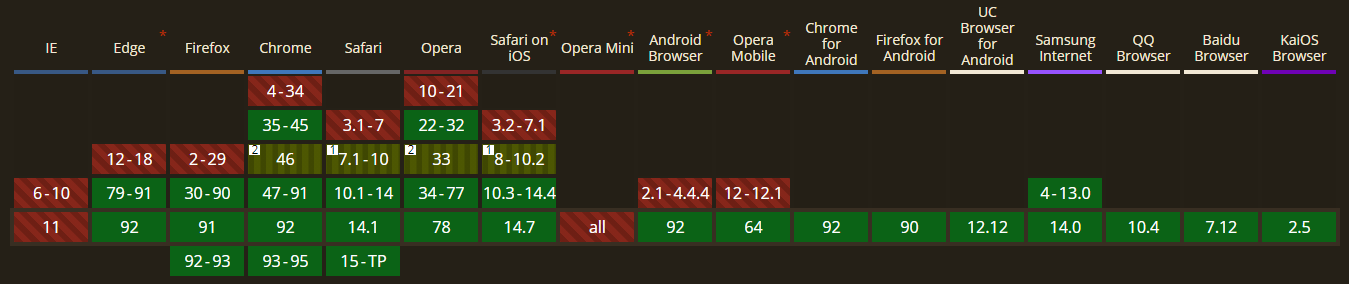 IE Edge * Firefox Chrome Safari Opera Safari on iOS * Opera Mini * Android Browser * Opera Mobile * Chrome for Android Firefox for Android UC Browser for Android Samsung Internet QQ Browser Baidu Browser KaiOS Browser
4-34 10-21
35-45 3.1-7 22-32 3.2-7.1
12-18 2-29 2 46 1 7.1-10 2 33 1 8-10.2
6-10 79-91 30-90 47-91 10.1-14 34-77 10.3-14.4 2.1-4.4.4 12-12.1 4-13.0
11 92 91 92 14.1 78 14.7 all 92 64 92 90 12.12 14.0 10.4 7.12 2.5
92-93 93-95 15-TP